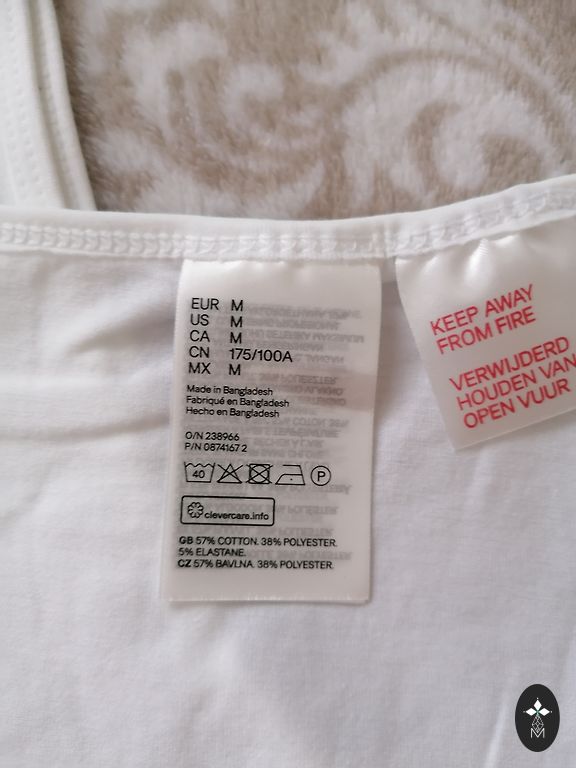 EUR M
US M
CA M
CN 175/100A
MX M
Made in Bangladesh
Fabriqué en Bangladesh
Hecho en Bangladesh
O/N 238966
P/N 0874167 2
40
P
clevercare.info
GB 57% COTTON. 38% POLYESTER.
5% ELASTANE.
CZ 57% BAVLNA. 38% POLYESTER.
KEEP AWAY
FROM FIRE
VERWIJDERD
HOUDEN VAN
OPEN VUUR
M